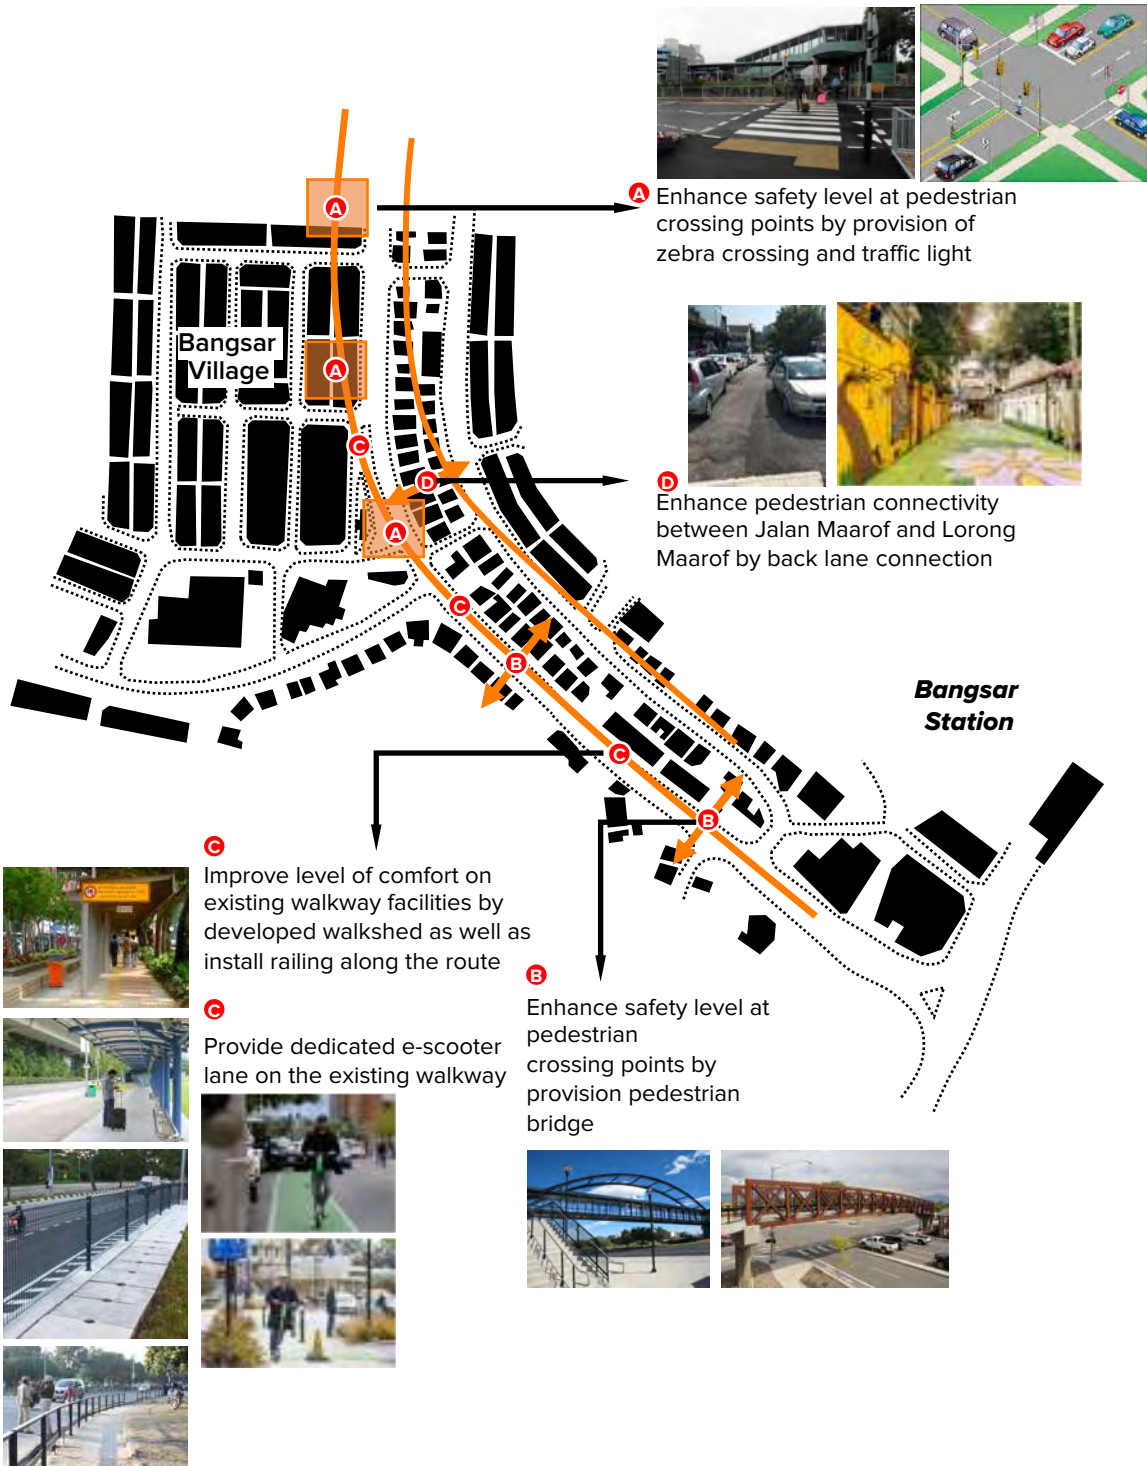 A
Enhance safety level at pedestrian
crossing points by provision of
zebra crossing and traffic light
A
Bangsar
Village
A
C
D
A
D
Enhance pedestrian connectivity
between Jalan Maarof and Lorong
Maarof by back lane connection
C
B
Bangsar
Station
C
B
C
Improve level of comfort on
existing walkway facilities by
developed walkshed as well as
install railing along the route
C
Provide dedicated e-scooter
lane on the existing walkway
B
Enhance safety level at
pedestrian
crossing points by
provision pedestrian
bridge